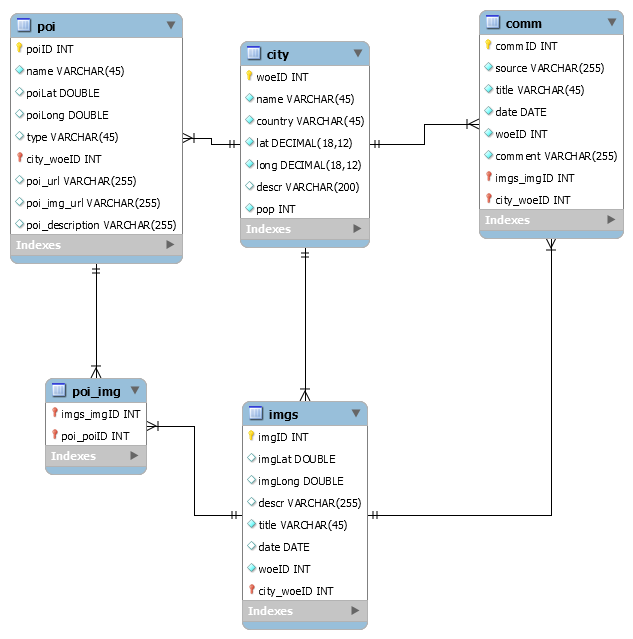 poi
poiID INT
name VARCHAR(45)
poiLat DOUBLE
poiLong DOUBLE
type VARCHAR(45)
city_woeID INT
poi_url VARCHAR(255)
poi_img_url VARCHAR(255)
poi_description VARCHAR(255)
Indexes
city
woeID INT
name VARCHAR(45)
country VARCHAR(45)
lat DECIMAL(18,12)
long DECIMAL(18,12)
descr VARCHAR(200)
pop INT
Indexes
comm
commID INT
source VARCHAR(255)
title VARCHAR(45)
date DATE
woeID INT
comment VARCHAR(255)
imgs_imgID INT
city_woeID INT
Indexes
poi_img
imgs_imgID INT
poi_poiID INT
Indexes
imgs
imgID INT
imgLat DOUBLE
imgLong DOUBLE
descr VARCHAR(255)
title VARCHAR(45)
date DATE
woeID INT
city_woeID INT
Indexes